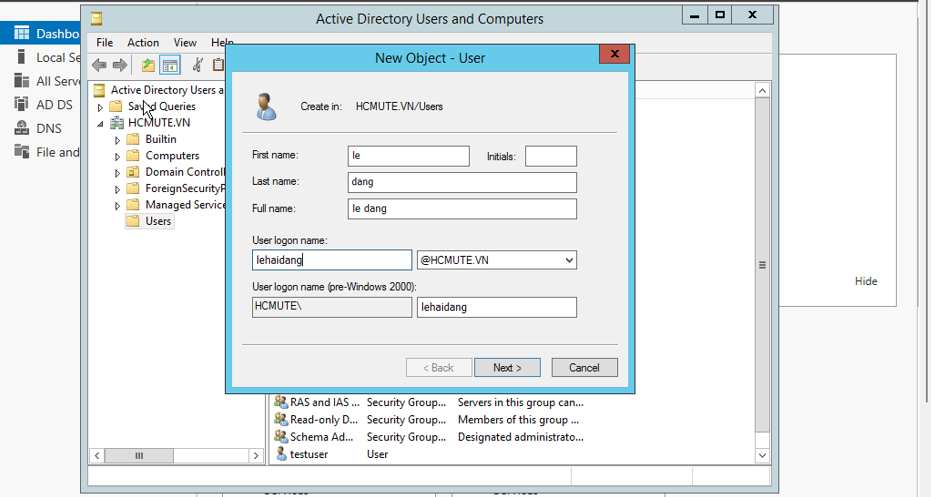 Active Directory Users and Computers
File Action View Help
Dashbo
Local Se
All Serve
AD DS
DNS
File and
Active Directory Users a
Saved Queries
HCMUTE.VN
Builtin
Computers
Domain Controll
ForeignSecurityP
Managed Service
Users
New Object - User
X
Create in: HCMUTE.VN/Users
First name: le Initials:
Last name: dang
Full name: le dang
User logon name:
lehaidang @HCMUTE.VN
User logon name (pre-Windows 2000):
HCMUTE\ lehaidang
< Back Next > Cancel
Hide
RAS and IAS ... Security Group... Servers in this group can...
Read-only D... Security Group... Members of this group ...
Schema Ad... Security Group... Designated administrato...
testuser User